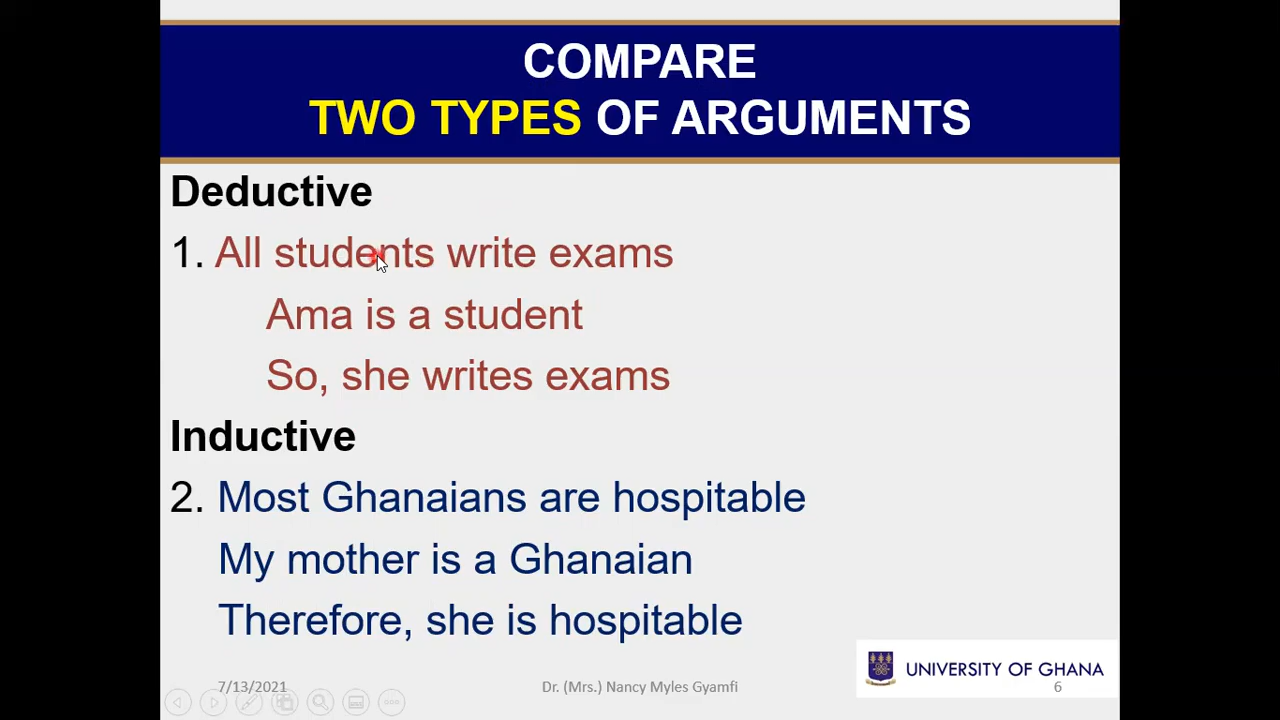 COMPARE
TWO TYPES OF ARGUMENTS
Deductive
1. All students write exams
Ama is a student
So, she writes exams
Inductive
2. Most Ghanaians are hospitable
My mother is a Ghanaian
Therefore, she is hospitable
UNIVERSITY OF GHANA
7/13/2021
Dr. (Mrs.) Nancy Myles Gyamfi
6